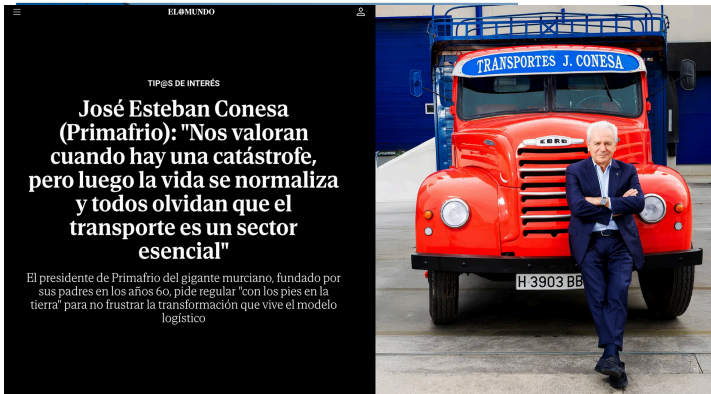 EL MUNDO
TIP@S DE INTERÉS
José Esteban Conesa
(Primafrio): "Nos valoran
cuando hay una catástrofe,
pero luego la vida se normaliza
y todos olvidan que el
transporte es un sector
esencial"
El presidente de Primafrio del gigante murciano, fundado por
sus padres en los años 60, pide regular "con los pies en la
tierra" para no frustrar la transformación que vive el modelo
logístico
TRANSPORTES J. CONESA
EBRO
H 3903 BB